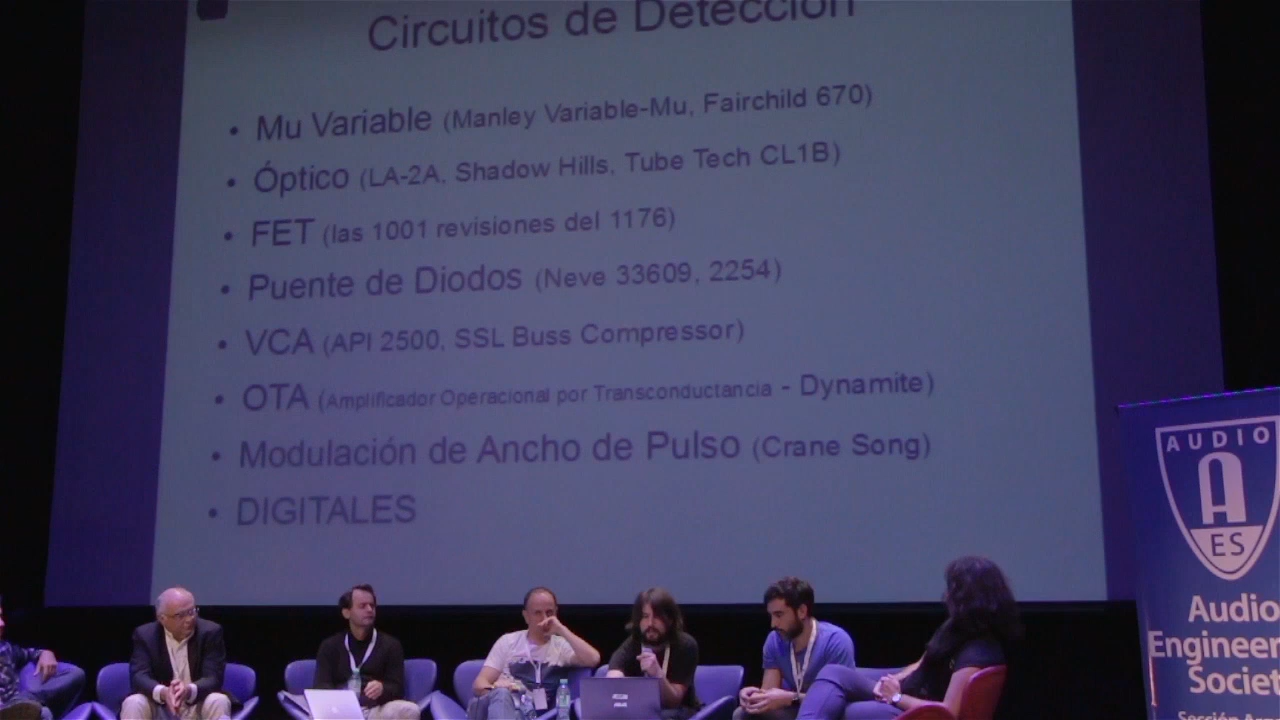 Circuitos de Detección
• Mu Variable (Manley Variable-Mu, Fairchild 670)
• Óptico (LA-2A, Shadow Hills, Tube Tech CL1B)
• FET (las 1001 revisiones del 1176)
• Puente de Diodos (Neve 33609, 2254)
• VCA (API 2500, SSL Buss Compressor)
• OTA (Amplificador Operacional por Transconductancia - Dynamite)
• Modulación de Ancho de Pulso (Crane Song)
• DIGITALES
AUDIO
A
ES
Audio
Engineer
Societ
Sección